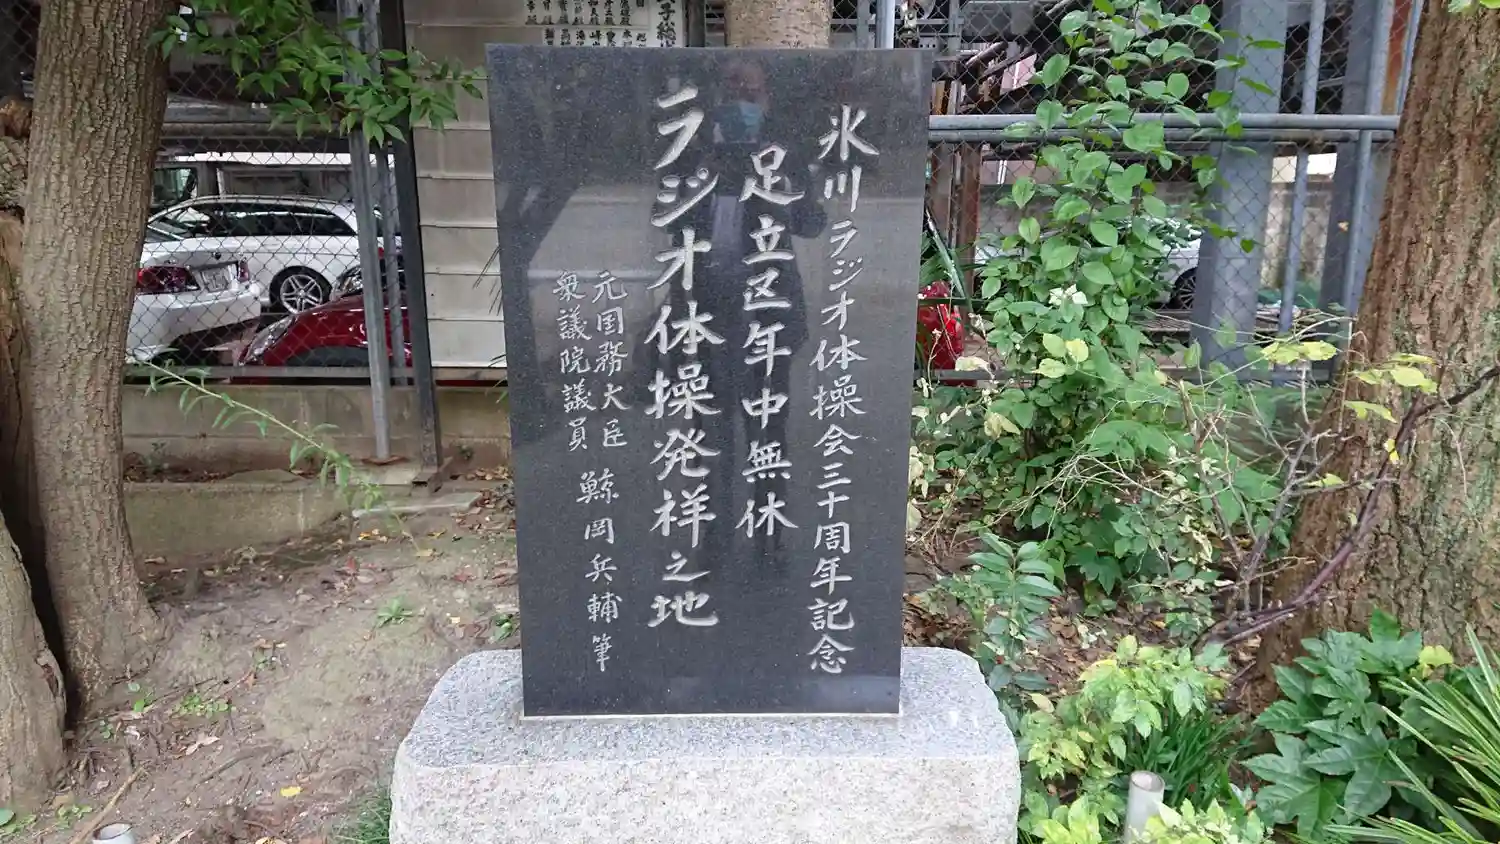 氷川ラジオ体操会三十周年記念
足立区年中無休
ラジオ体操発祥之地
元国務大臣
衆議院議員
鯨岡兵輔筆